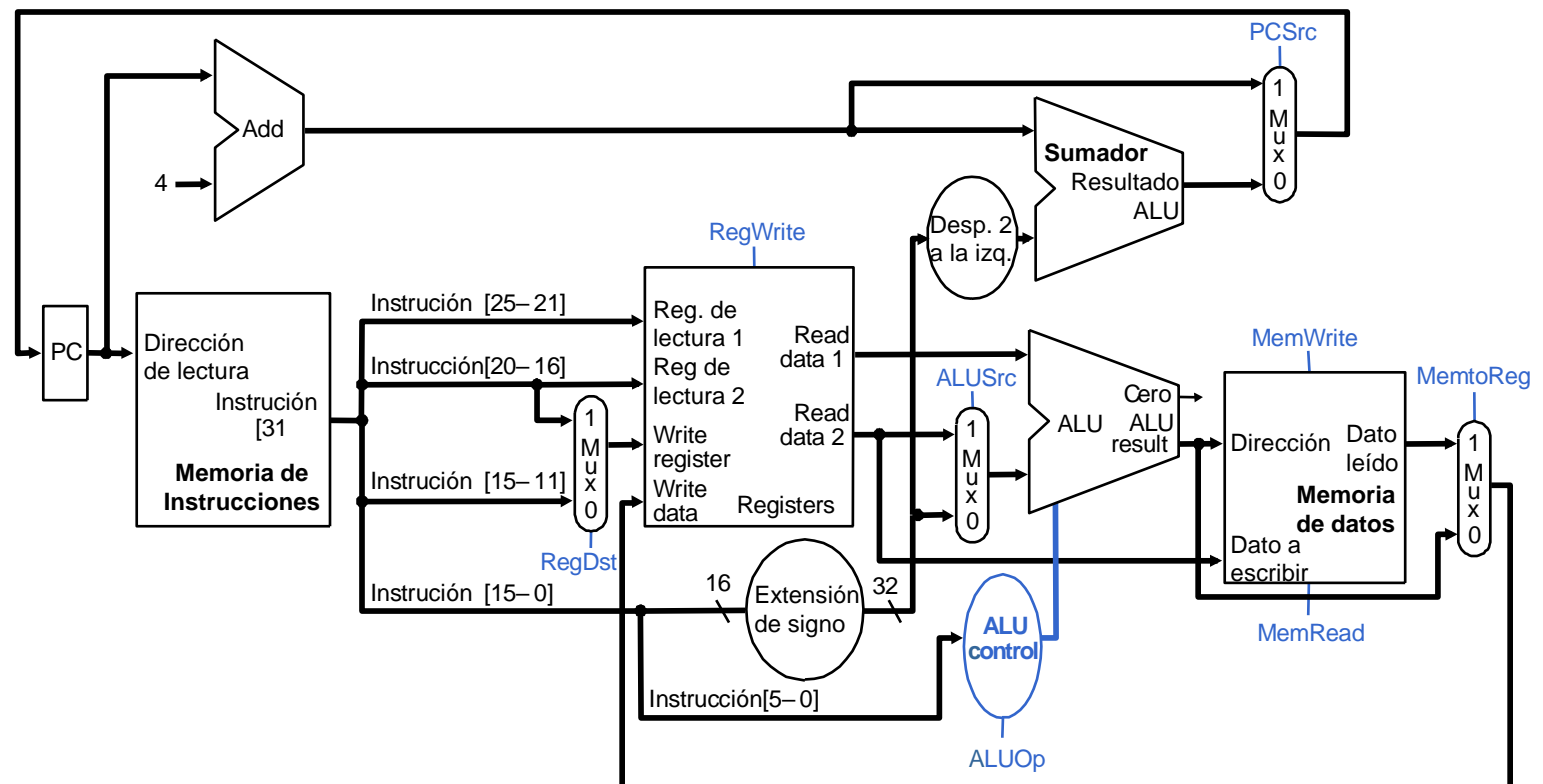 PCSrc
1
M
u
x
0
Add
4
Sumador
Resultado
ALU
Desp. 2
a la izq.
RegWrite
PC
Dirección
de lectura
Instrución
[31
Memoria de
Instrucciones
Instrución [25–21]
Instrucción[20–16]
1
M
u
x
0
Instrución [15–11]
RegDst
Instrución [15–0]
Reg. de
lectura 1
Reg de
lectura 2
Write
register
Write
data
Read
data 1
Read
data 2
Registers
ALUSrc
1
M
u
x
0
Cero
ALU
ALU
result
MemWrite
Dirección
Dato
leído
Memoria
de datos
Dato a
escribir
MemRead
MemtoReg
1
M
u
x
0
16
Extensión
de signo
32
ALU
control
Instrucción[5–0]
ALUOp